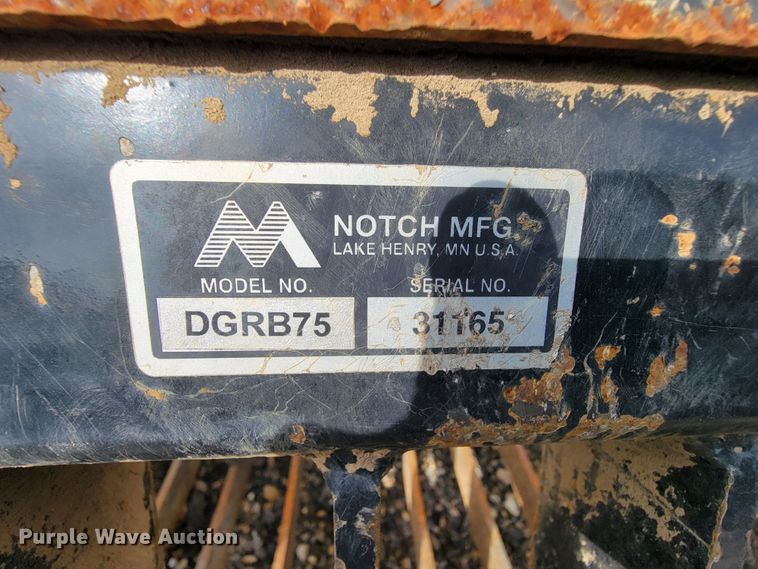 NOTCH MFG.
LAKE HENRY, MN U.S.A.
MODEL NO. SERIAL NO.
DGRB75 31165
Purple Wave Auction